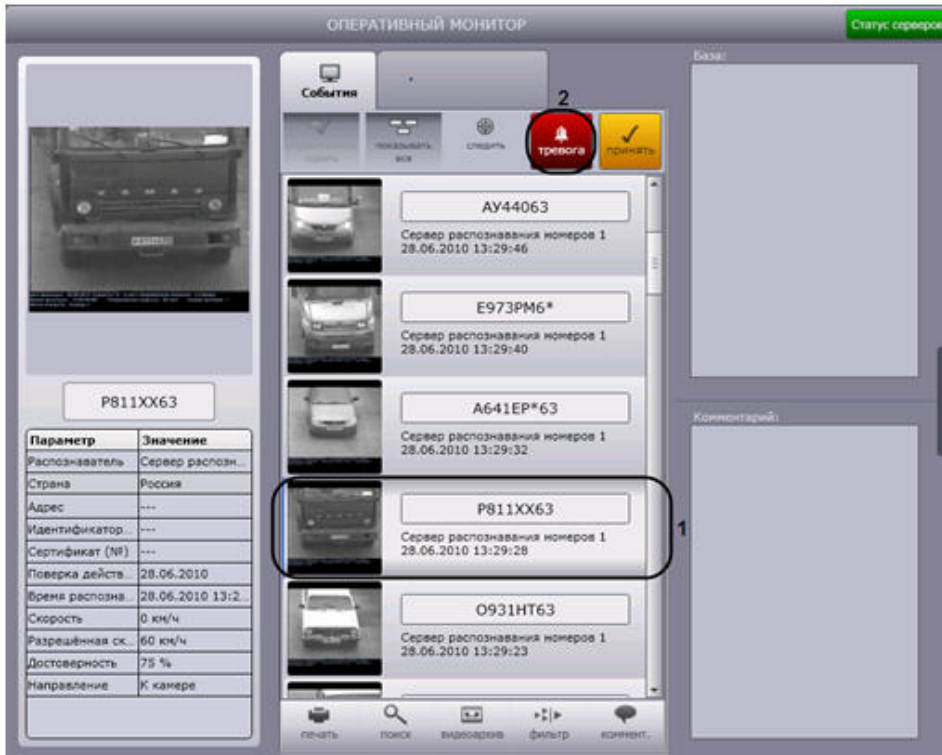 ОПЕРАТИВНЫЙ МОНИТОР
Статус серверов
События
2
показывать
все
следить
тревога
принять
АУ44063
Сервер распознавания номеров 1
28.06.2010 13:29:46
Е973РМ6*
Сервер распознавания номеров 1
28.06.2010 13:29:40
А641ЕР*63
Сервер распознавания номеров 1
28.06.2010 13:29:32
Р811ХХ63
Сервер распознавания номеров 1
28.06.2010 13:29:28
1
О931НТ63
Сервер распознавания номеров 1
28.06.2010 13:29:23
печать
поиск
видеоархив
фильтр
коммент.
Р811ХХ63
Параметр Значение
Распознаватель Сервер распозн...
Страна Россия
Адрес ---
Идентификатор... ---
Сертификат (№) ---
Поверка действ... 28.06.2010
Время распозна... 28.06.2010 13:2...
Скорость 0 км/ч
Разрешённая ск... 60 км/ч
Достоверность 75 %
Направление К камере
База:
Комментарий: